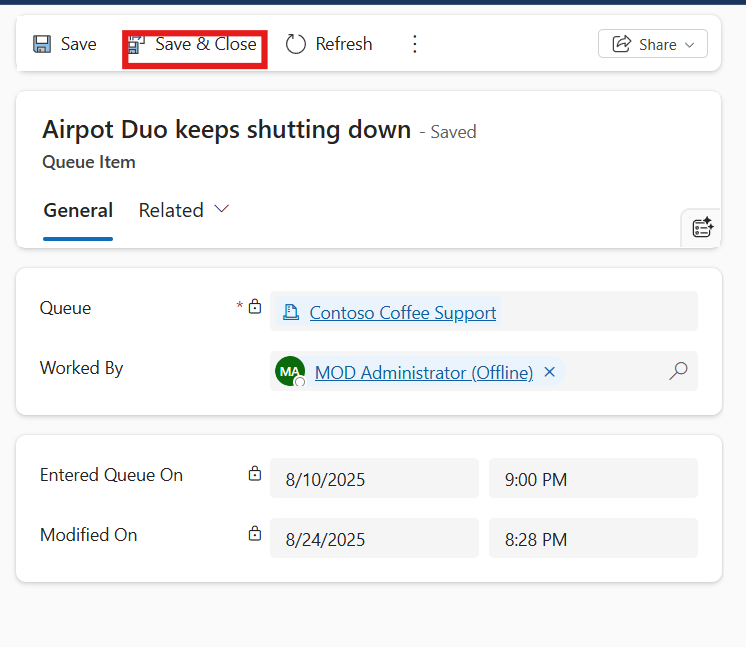 Save Save & Close Refresh Share
Airpot Duo keeps shutting down - Saved
Queue Item
General Related
Queue * Contoso Coffee Support
Worked By MA MOD Administrator (Offline)
Entered Queue On 8/10/2025 9:00 PM
Modified On 8/24/2025 8:28 PM